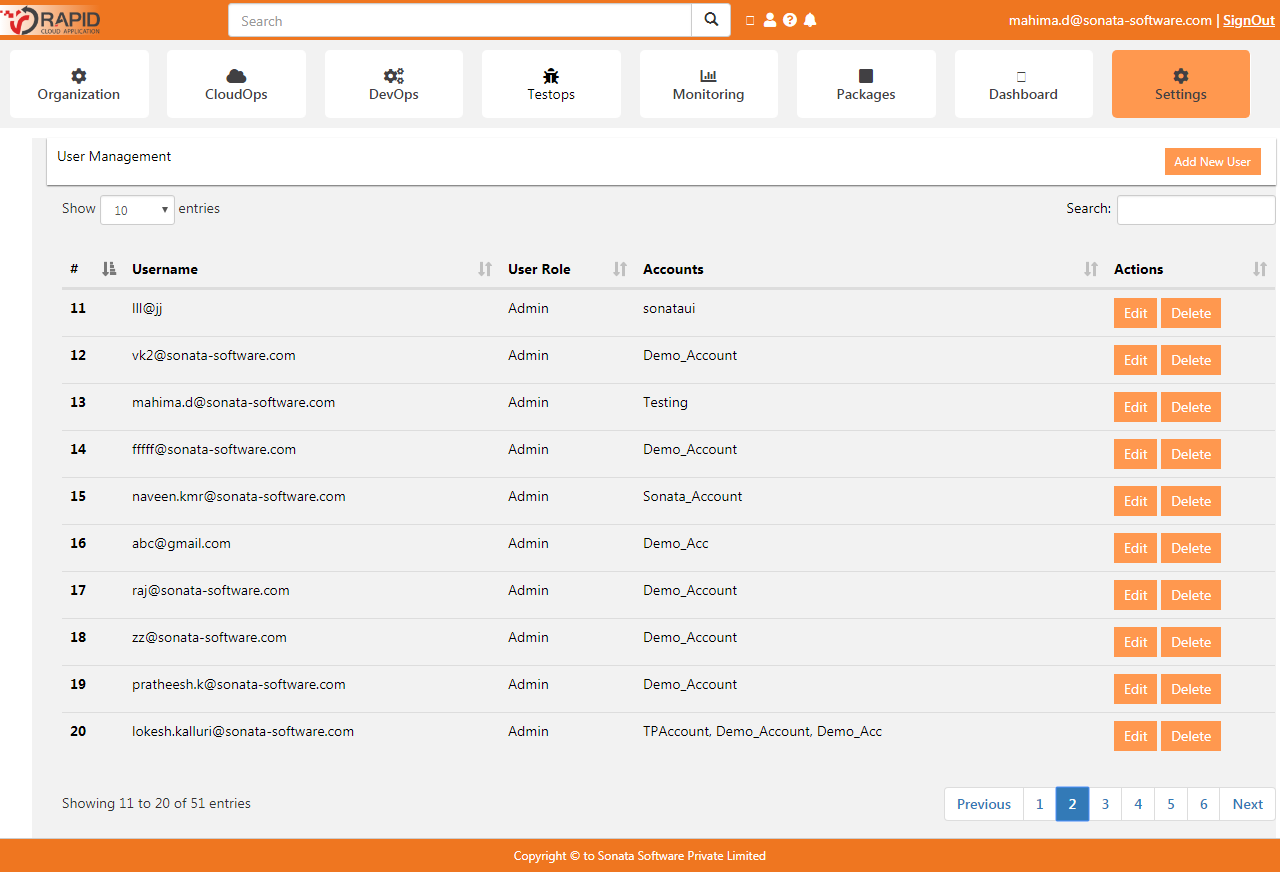 RAPID
CLOUD APPLICATION
Search
mahima.d@sonata-software.com | SignOut
Organization CloudOps DevOps Testops Monitoring Packages Dashboard Settings
User Management Add New User
Show 10 entries Search:
# Username User Role Accounts Actions
11 lll@jj Admin sonataui Edit Delete
12 vk2@sonata-software.com Admin Demo_Account Edit Delete
13 mahima.d@sonata-software.com Admin Testing Edit Delete
14 fffff@sonata-software.com Admin Demo_Account Edit Delete
15 naveen.kmr@sonata-software.com Admin Sonata_Account Edit Delete
16 abc@gmail.com Admin Demo_Acc Edit Delete
17 raj@sonata-software.com Admin Demo_Account Edit Delete
18 zz@sonata-software.com Admin Demo_Account Edit Delete
19 pratheesh.k@sonata-software.com Admin Demo_Account Edit Delete
20 lokesh.kalluri@sonata-software.com Admin TPAccount, Demo_Account, Demo_Acc Edit Delete
Showing 11 to 20 of 51 entries Previous 1 2 3 4 5 6 Next
Copyright © to Sonata Software Private Limited